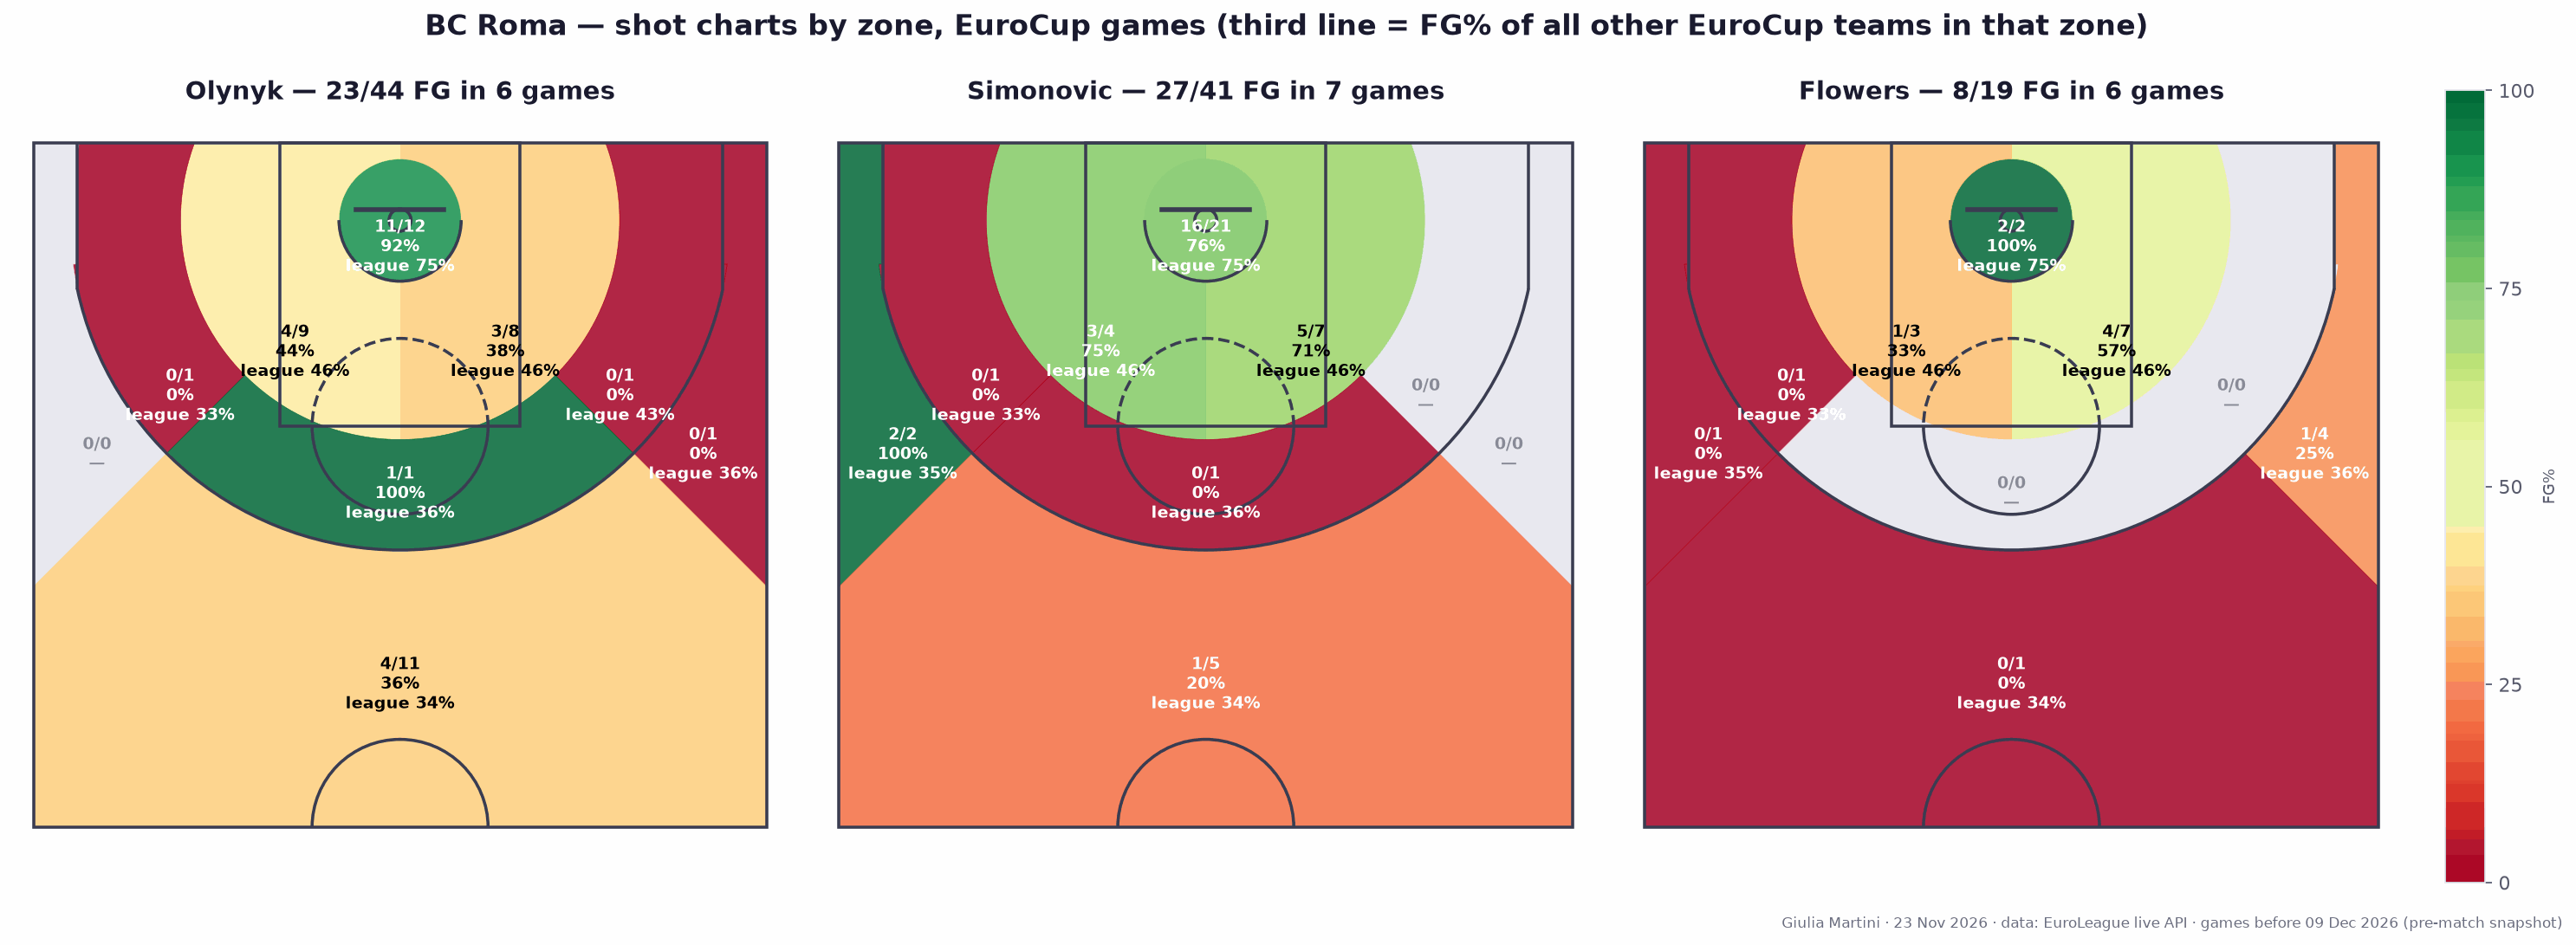 BC Roma — shot charts by zone, EuroCup games (third line = FG% of all other EuroCup teams in that zone)
Olynyk — 23/44 FG in 6 games
11/12
92%
league 75%
4/9
44%
league 46%
3/8
38%
league 46%
0/1
0%
league 33%
0/1
0%
league 43%
0/0
—
0/1
0%
league 36%
1/1
100%
league 36%
4/11
36%
league 34%
Simonovic — 27/41 FG in 7 games
16/21
76%
league 75%
3/4
75%
league 46%
5/7
71%
league 46%
0/1
0%
league 33%
0/0
—
2/2
100%
league 35%
0/0
—
0/1
0%
league 36%
1/5
20%
league 34%
Flowers — 8/19 FG in 6 games
2/2
100%
league 75%
1/3
33%
league 46%
4/7
57%
league 46%
0/1
0%
league 33%
0/0
—
0/1
0%
league 35%
1/4
25%
league 36%
0/0
—
0/1
0%
league 34%
100
75
50
25
0
FG%
Giulia Martini · 23 Nov 2026 · data: EuroLeague live API · games before 09 Dec 2026 (pre-match snapshot)